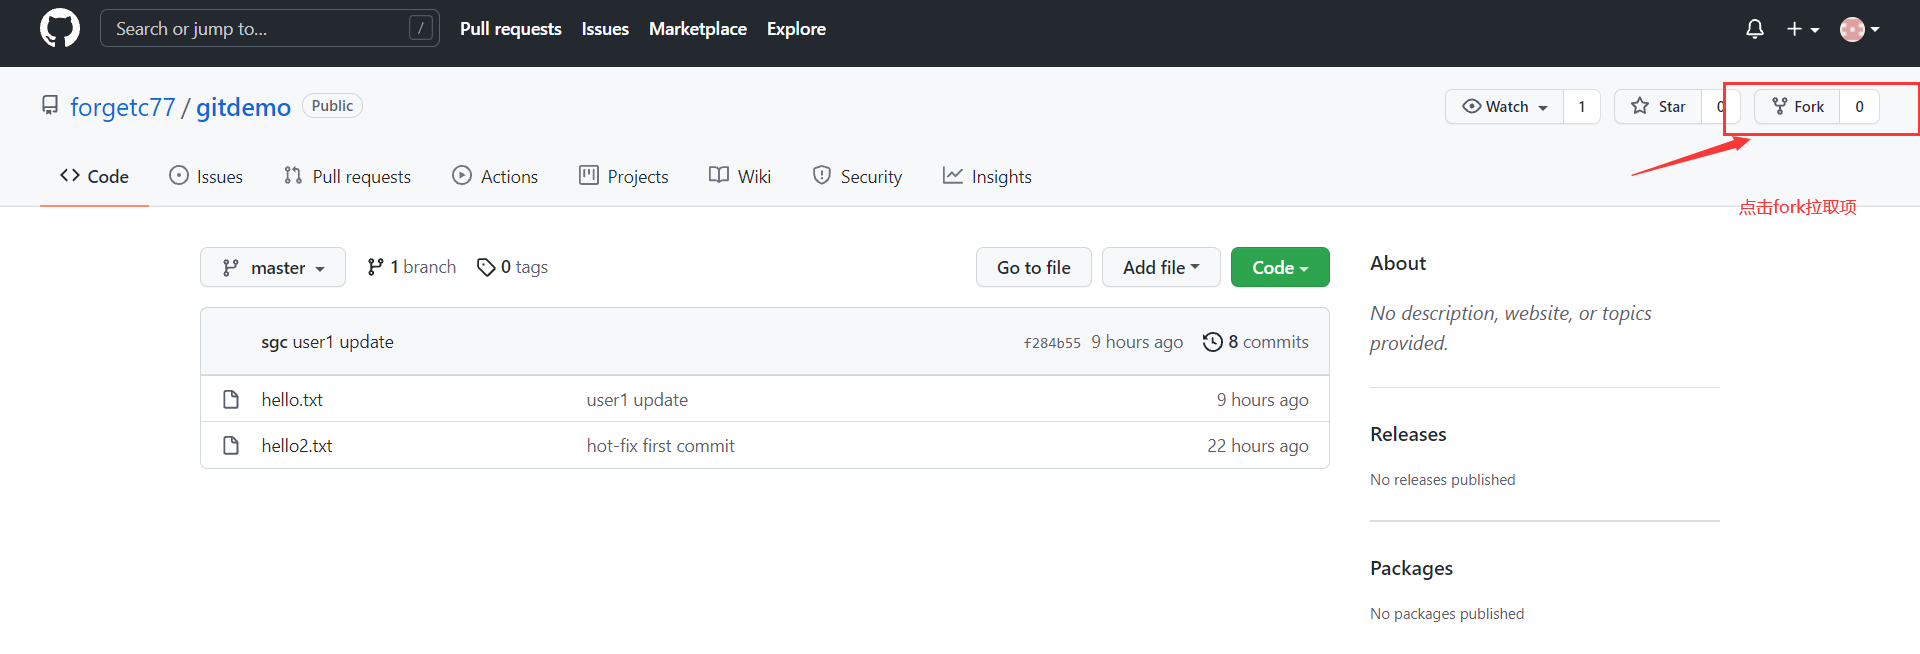 Search or jump to... / Pull requests Issues Marketplace Explore
forgetc77 / gitdemo Public Watch 1 Star 0 Fork 0
Code Issues Pull requests Actions Projects Wiki Security Insights
点击fork拉取项
master 1 branch 0 tags Go to file Add file Code
sgc user1 update f284b55 9 hours ago 8 commits
hello.txt user1 update 9 hours ago
hello2.txt hot-fix first commit 22 hours ago
About
No description, website, or topics
provided.
Releases
No releases published
Packages
No packages published